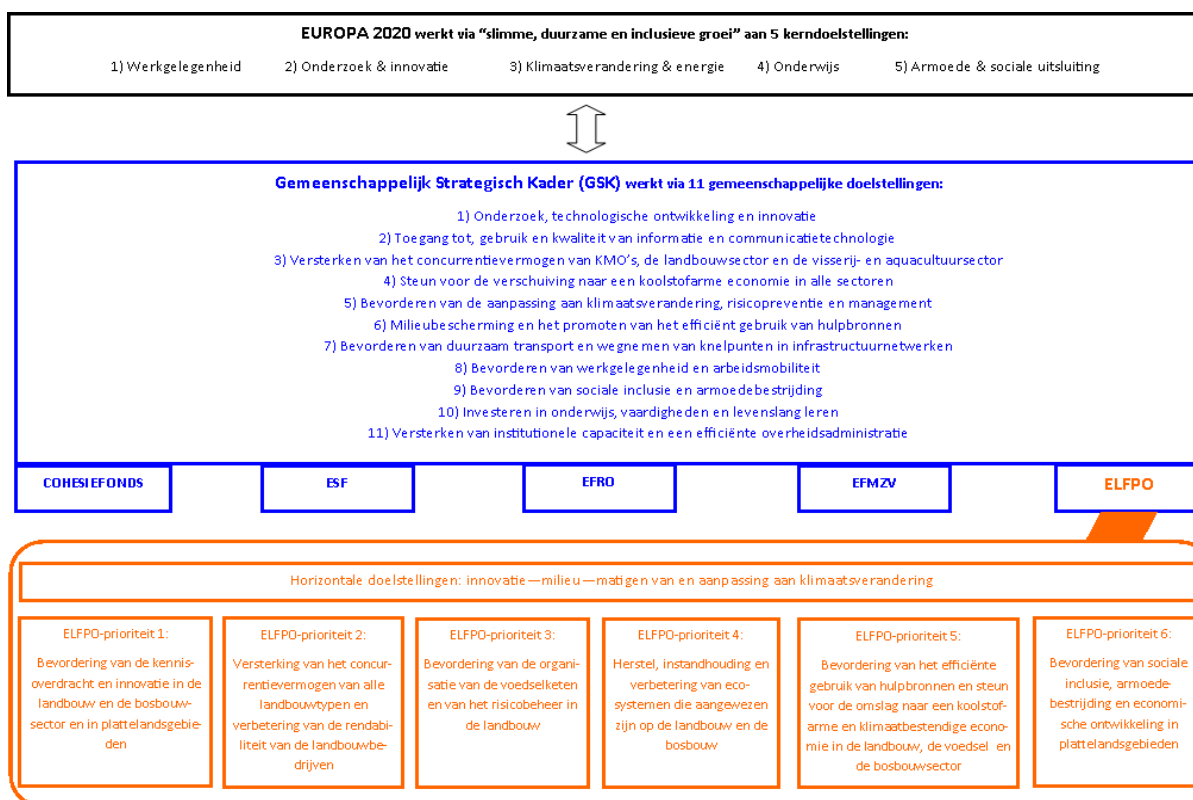 EUROPA 2020 werkt via “slimme, duurzame en inclusieve groei” aan 5 kerndoelstellingen:
1) Werkgelegenheid 2) Onderzoek & innovatie 3) Klimaatsverandering & energie 4) Onderwijs 5) Armoede & sociale uitsluiting
Gemeenschappelijk Strategisch Kader (GSK) werkt via 11 gemeenschappelijke doelstellingen:
1) Onderzoek, technologische ontwikkeling en innovatie
2) Toegang tot, gebruik en kwaliteit van informatie en communicatietechnologie
3) Versterken van het concurrentievermogen van KMO’s, de landbouwsector en de visserij- en aquacultuursector
4) Steun voor de verschuiving naar een koolstofarme economie in alle sectoren
5) Bevorderen van de aanpassing aan klimaatsverandering, risicopreventie en management
6) Milieubescherming en het promoten van het efficiënt gebruik van hulpbronnen
7) Bevorderen van duurzaam transport en wegnemen van knelpunten in infrastructuurnetwerken
8) Bevorderen van werkgelegenheid en arbeidsmobiliteit
9) Bevorderen van sociale inclusie en armoedebestrijding
10) Investeren in onderwijs, vaardigheden en levenslang leren
11) Versterken van institutionele capaciteit en een efficiënte overheidsadministratie
COHESIEFONDS ESF EFRO EFMZV ELFPO
Horizontale doelstellingen: innovatie—milieu—matigen van en aanpassing aan klimaatsverandering
ELFPO-prioriteit 1:
Bevordering van de kennis-
overdracht en innovatie in de
landbouw en de bosbouw-
sector en in plattelandsgebie-
den
ELFPO-prioriteit 2:
Versterking van het concur-
rentievermogen van alle
landbouwtypen en
verbetering van de rendabi-
liteit van de landbouwbe-
drijven
ELFPO-prioriteit 3:
Bevordering van de organi-
satie van de voedselketen
en van het risicobeheer in
de landbouw
ELFPO-prioriteit 4:
Herstel, instandhouding en
verbetering van eco-
systemen die aangewezen
zijn op de landbouw en de
bosbouw
ELFPO-prioriteit 5:
Bevordering van het efficiënte
gebruik van hulpbronnen en steun
voor de omslag naar een koolstof-
arme en klimaatbestendige econo-
mie in de landbouw, de voedsel en
de bosbouwsector
ELFPO-prioriteit 6:
Bevordering van sociale
inclusie, armoede-
bestrijding en economi-
sche ontwikkeling in
plattelandsgebieden